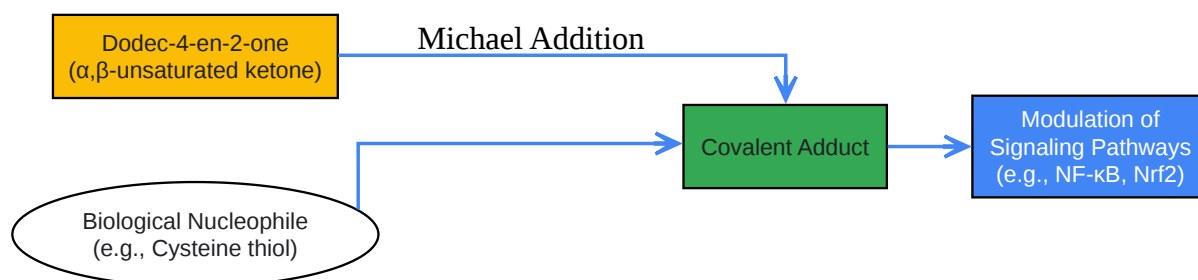 Dodec-4-en-2-one
(α,β-unsaturated ketone)
Michael Addition
Covalent Adduct
Modulation of
Signaling Pathways
(e.g., NF-κB, Nrf2)
Biological Nucleophile
(e.g., Cysteine thiol)